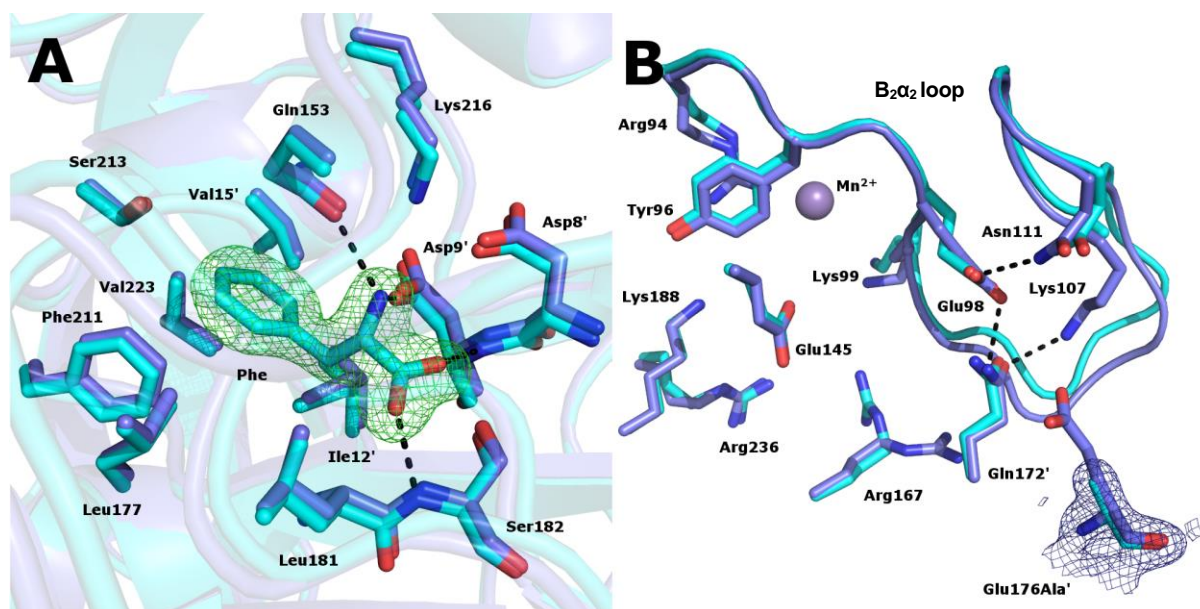 A
Lys216
Gln153
Ser213
Val15'
Asp8'
Asp9'
Val223
Phe211
Phe
Ile12'
Leu177
Leu181
Ser182
B
B₂α₂ loop
Arg94
Mn²⁺
Tyr96
Asn111
Lys99
Lys107
Lys188
Glu98
Glu145
Arg236
Arg167
Gln172'
Glu176Ala'